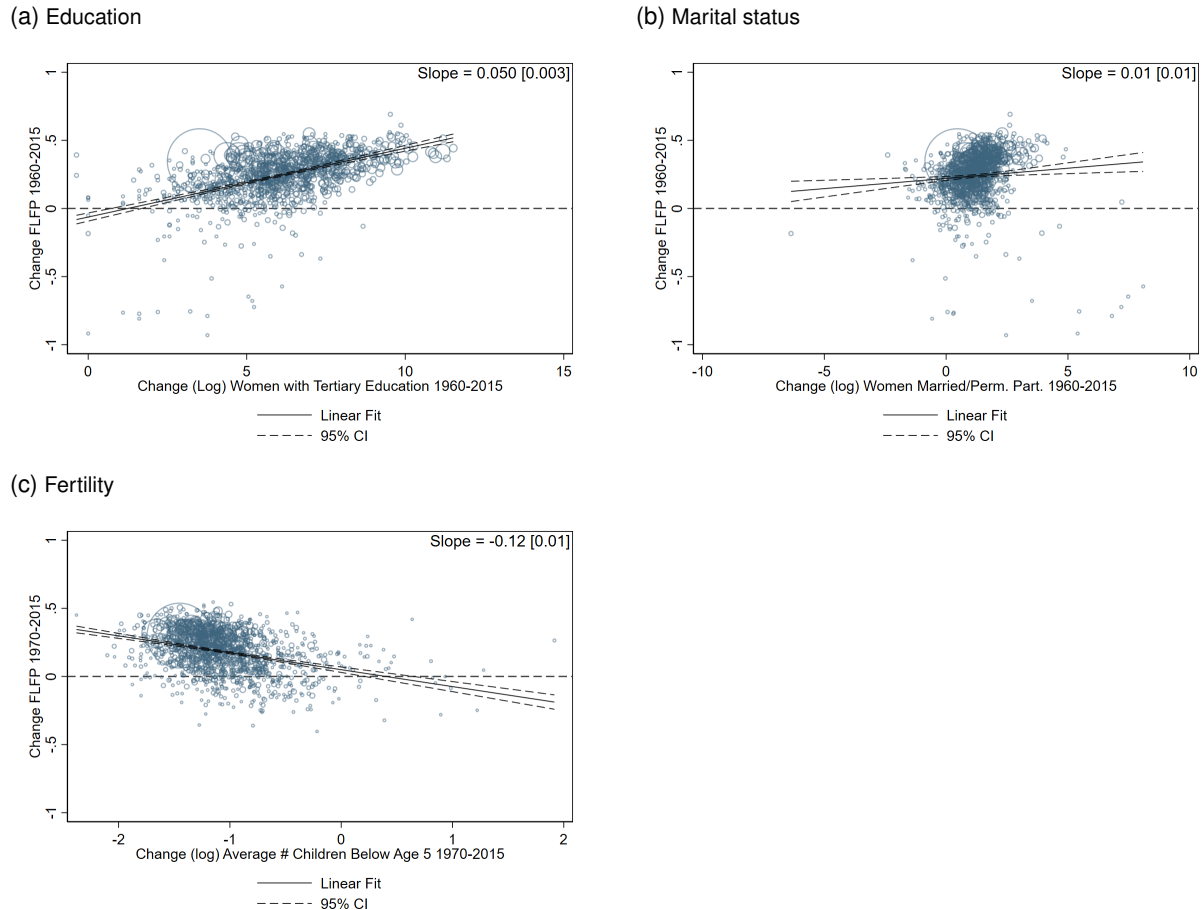 (a) Education
Slope = 0.050 [0.003]
Change FLFP 1960-2015
1
.5
0
-.5
-1
0
5
10
15
Change (Log) Women with Tertiary Education 1960-2015
Linear Fit
95% CI
(b) Marital status
Slope = 0.01 [0.01]
Change FLFP 1960-2015
1
.5
0
-.5
-1
-10
-5
0
5
10
Change (log) Women Married/Perm. Part. 1960-2015
Linear Fit
95% CI
(c) Fertility
Slope = -0.12 [0.01]
Change FLFP 1970-2015
1
.5
0
-.5
-1
-2
-1
0
1
2
Change (log) Average # Children Below Age 5 1970-2015
Linear Fit
95% CI